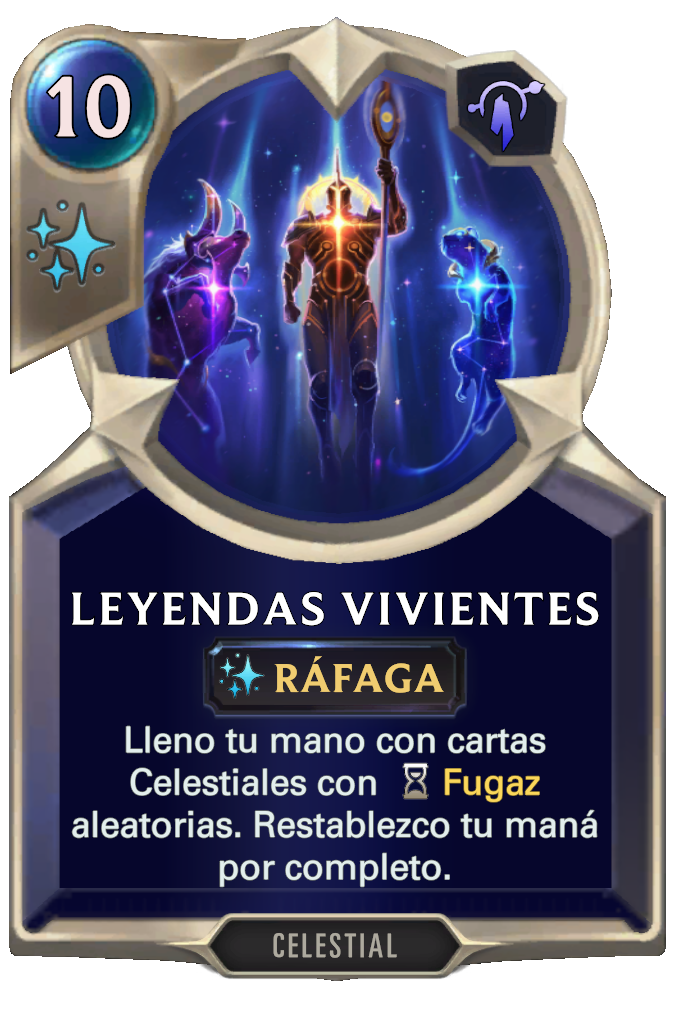 10
LEYENDAS VIVIENTES
RÁFAGA
Lleno tu mano con cartas
Celestiales con Fugaz
aleatorias. Restablezco tu maná
por completo.
CELESTIAL